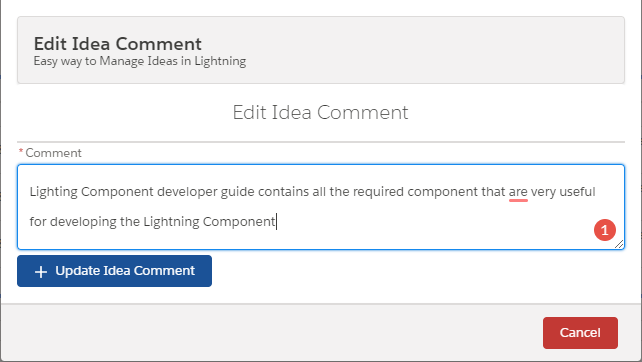 Edit Idea Comment
Easy way to Manage Ideas in Lightning
Edit Idea Comment
* Comment
Lighting Component developer guide contains all the required component that are very useful
for developing the Lightning Component
1
+ Update Idea Comment
Cancel